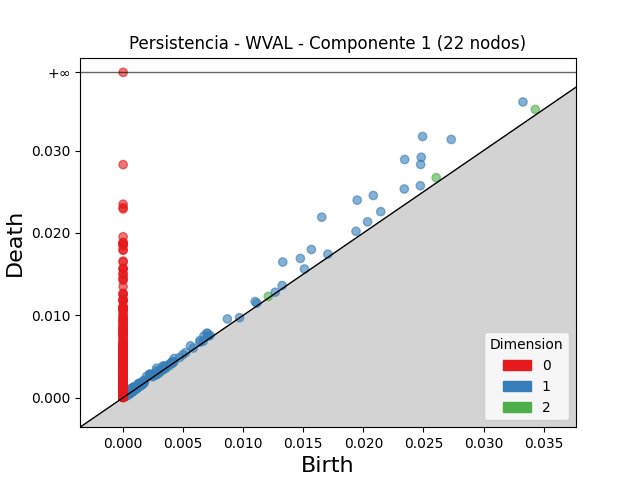 Persistencia - WVAL - Componente 1 (22 nodos)
+∞
0.030
0.020
0.010
0.000
Death
Dimension
0
1
2
0.000 0.005 0.010 0.015 0.020 0.025 0.030 0.035
Birth